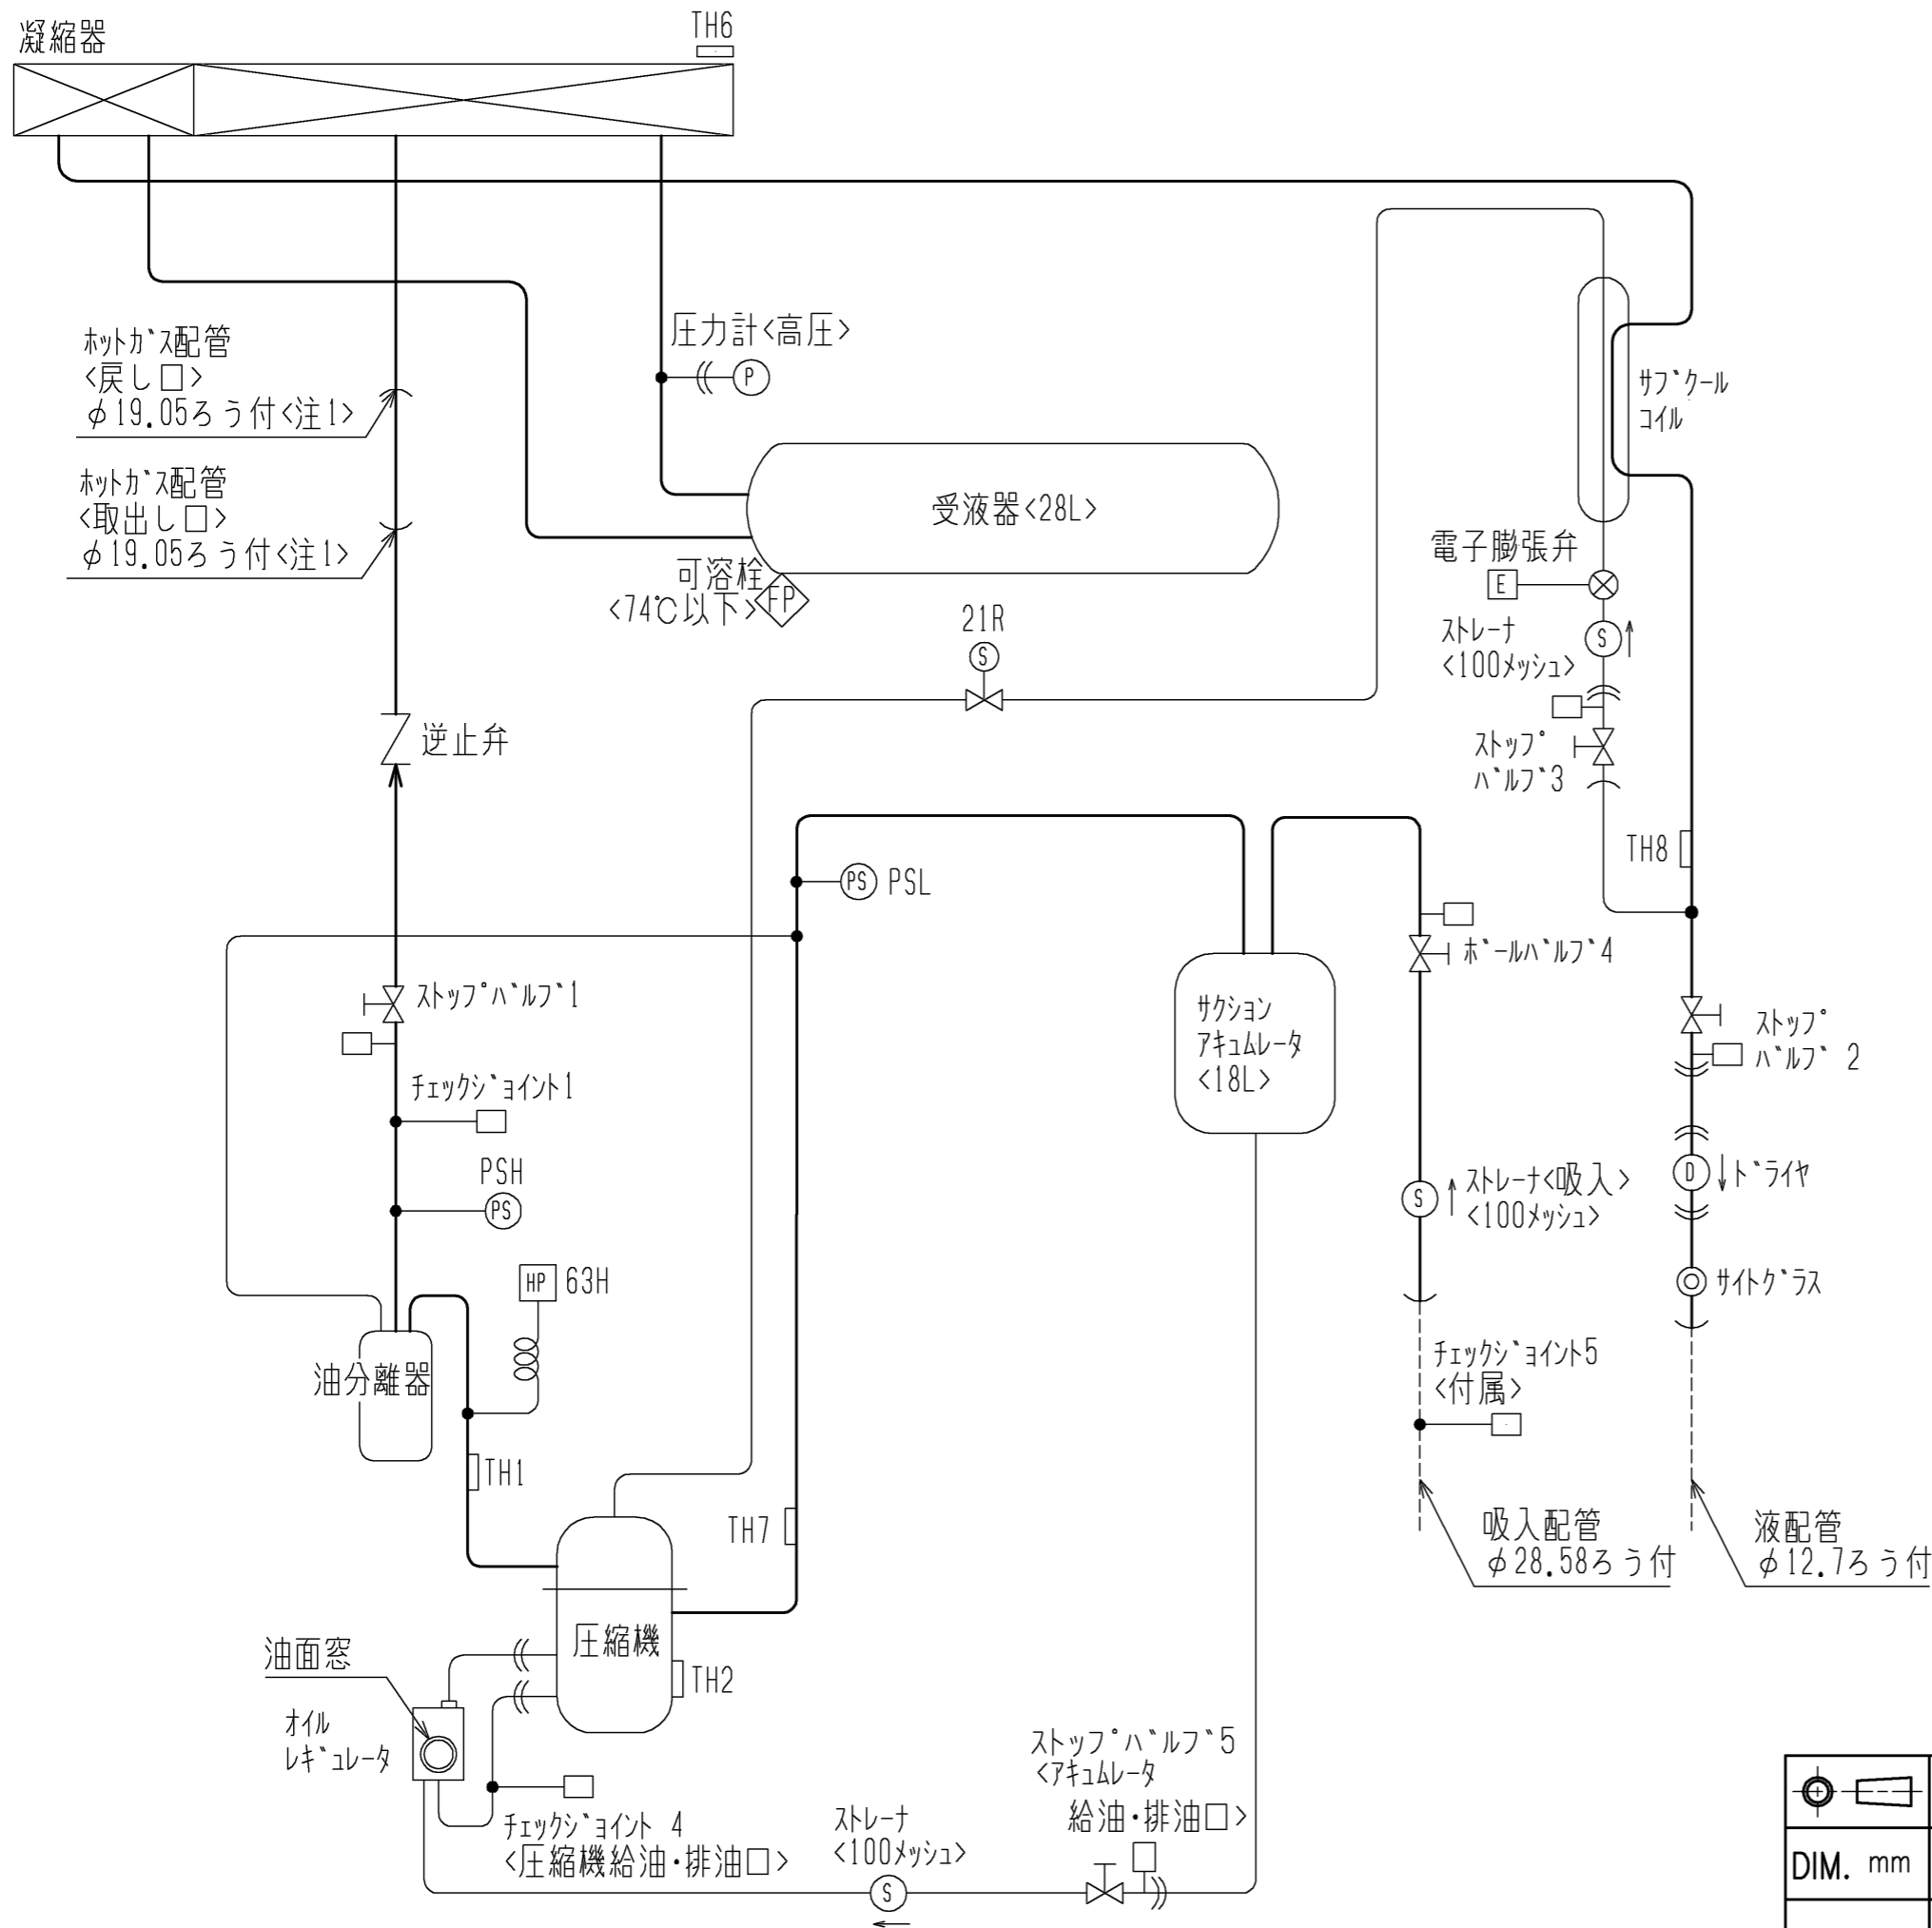 凝縮器
TH6
ホットガス配管
<戻し口>
φ19.05ろう付<注1>
圧力計<高圧>
P
サブクール
コイル
ホットガス配管
<取出し口>
φ19.05ろう付<注1>
受液器<28L>
可溶栓
<74℃以下>
FP
電子膨張弁
E
21R
S
ストレーナ
<100メッシュ>
S
逆止弁
ストップ
バルブ3
TH8
PS PSL
ボールバルブ4
ストップバルブ1
サクション
アキュムレータ
<18L>
ストップ
バルブ 2
チェックジョイント1
PSH
PS
ストレーナ<吸入>
<100メッシュ>
S
D
ドライヤ
HP 63H
サイトグラス
油分離器
チェックジョイント5
<付属>
TH1
TH7
吸入配管
φ28.58ろう付
液配管
φ12.7ろう付
圧縮機
油面窓
TH2
オイル
レギュレータ
ストップバルブ5
<アキュムレータ
給油・排油口>
チェックジョイント 4
<圧縮機給油・排油口>
ストレーナ
<100メッシュ>
S
DIM. mm